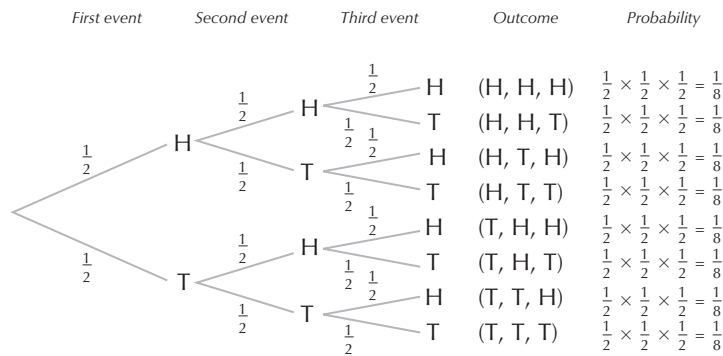 First event Second event Third event Outcome Probability
1/2 H (H, H, H) 1/2 × 1/2 × 1/2 = 1/8
1/2 H
1/2 T (H, H, T) 1/2 × 1/2 × 1/2 = 1/8
1/2 H
1/2 H (H, T, H) 1/2 × 1/2 × 1/2 = 1/8
1/2 T
1/2 T (H, T, T) 1/2 × 1/2 × 1/2 = 1/8
1/2 H (T, H, H) 1/2 × 1/2 × 1/2 = 1/8
1/2 H
1/2 T (T, H, T) 1/2 × 1/2 × 1/2 = 1/8
1/2 T
1/2 H (T, T, H) 1/2 × 1/2 × 1/2 = 1/8
1/2 T
1/2 T (T, T, T) 1/2 × 1/2 × 1/2 = 1/8